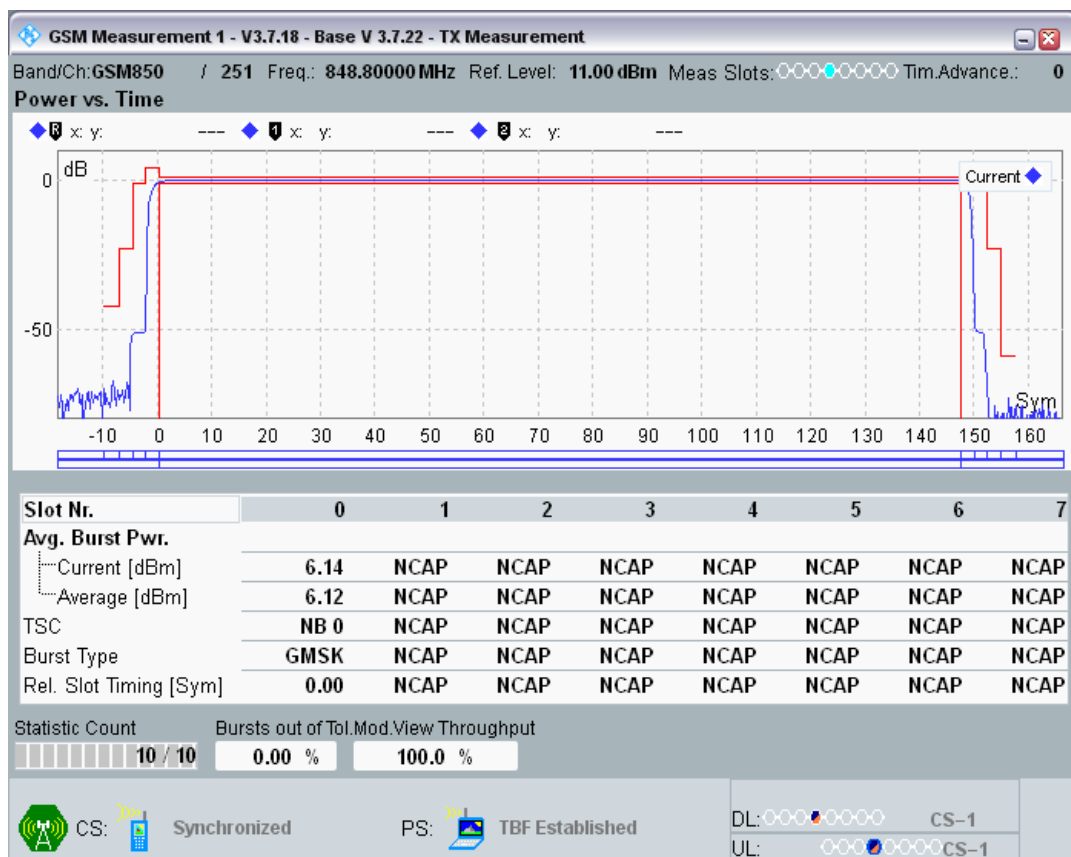 GSM Measurement 1 - V3.7.18 - Base V 3.7.22 - TX Measurement
Band/Ch:GSM850 / 251 Freq.: 848.80000 MHz Ref. Level: 11.00 dBm Meas Slots: Tim.Advance.: 0
Power vs. Time
R x: y: --- 1 x: y: --- 2 x: y: ---
dB
Current
0
-50
Sym
-10 0 10 20 30 40 50 60 70 80 90 100 110 120 130 140 150 160
Slot Nr. 0 1 2 3 4 5 6 7
Avg. Burst Pwr.
Current [dBm] 6.14 NCAP NCAP NCAP NCAP NCAP NCAP NCAP
Average [dBm] 6.12 NCAP NCAP NCAP NCAP NCAP NCAP NCAP
TSC NB 0 NCAP NCAP NCAP NCAP NCAP NCAP NCAP
Burst Type GMSK NCAP NCAP NCAP NCAP NCAP NCAP NCAP
Rel. Slot Timing [Sym] 0.00 NCAP NCAP NCAP NCAP NCAP NCAP NCAP
Statistic Count Bursts out of Tol.Mod.View Throughput
10 / 10 0.00 % 100.0 %
CS: Synchronized PS: TBF Established
DL: CS-1
UL: CS-1